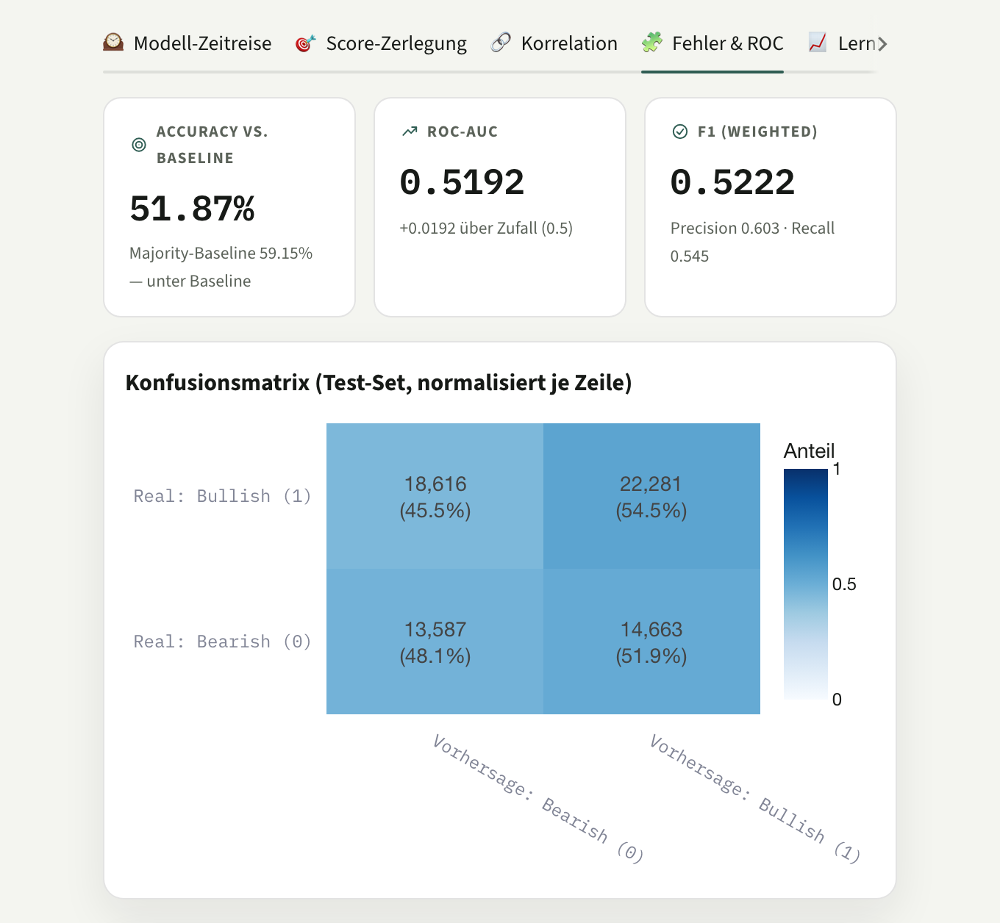 Modell-Zeitreise Score-Zerlegung Korrelation Fehler & ROC Lern
ACCURACY VS.
BASELINE
51.87%
Majority-Baseline 59.15%
— unter Baseline
ROC-AUC
0.5192
+0.0192 über Zufall (0.5)
F1 (WEIGHTED)
0.5222
Precision 0.603 · Recall
0.545
Konfusionsmatrix (Test-Set, normalisiert je Zeile)
Real: Bullish (1)
18,616
(45.5%)
22,281
(54.5%)
Real: Bearish (0)
13,587
(48.1%)
14,663
(51.9%)
Anteil
1
0.5
0
Vorhersage: Bearish (0)
Vorhersage: Bullish (1)